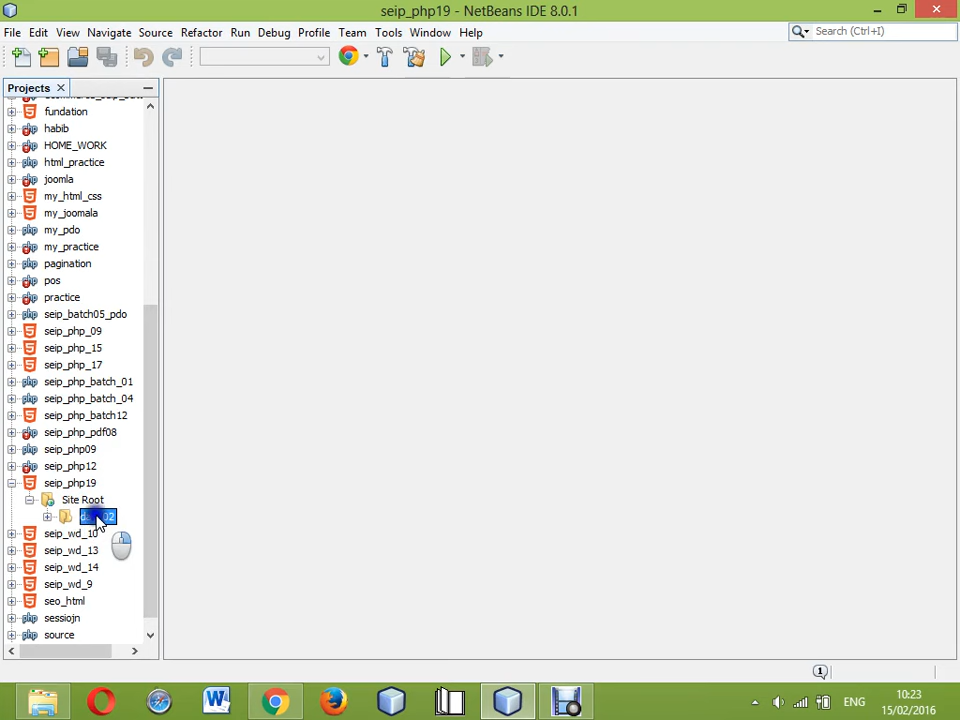 seip_php19 - NetBeans IDE 8.0.1
File Edit View Navigate Source Refactor Run Debug Profile Team Tools Window Help
Search (Ctrl+I)
Projects
fundation
habib
HOME_WORK
html_practice
joomla
my_html_css
my_joomala
my_pdo
my_practice
pagination
pos
practice
seip_batch05_pdo
seip_php_09
seip_php_15
seip_php_17
seip_php_batch_01
seip_php_batch_04
seip_php_batch12
seip_php_pdf08
seip_php09
seip_php12
seip_php19
Site Root
seip_wd_10
seip_wd_13
seip_wd_14
seip_wd_9
seo_html
sessiojn
source
1
ENG
10:23
15/02/2016